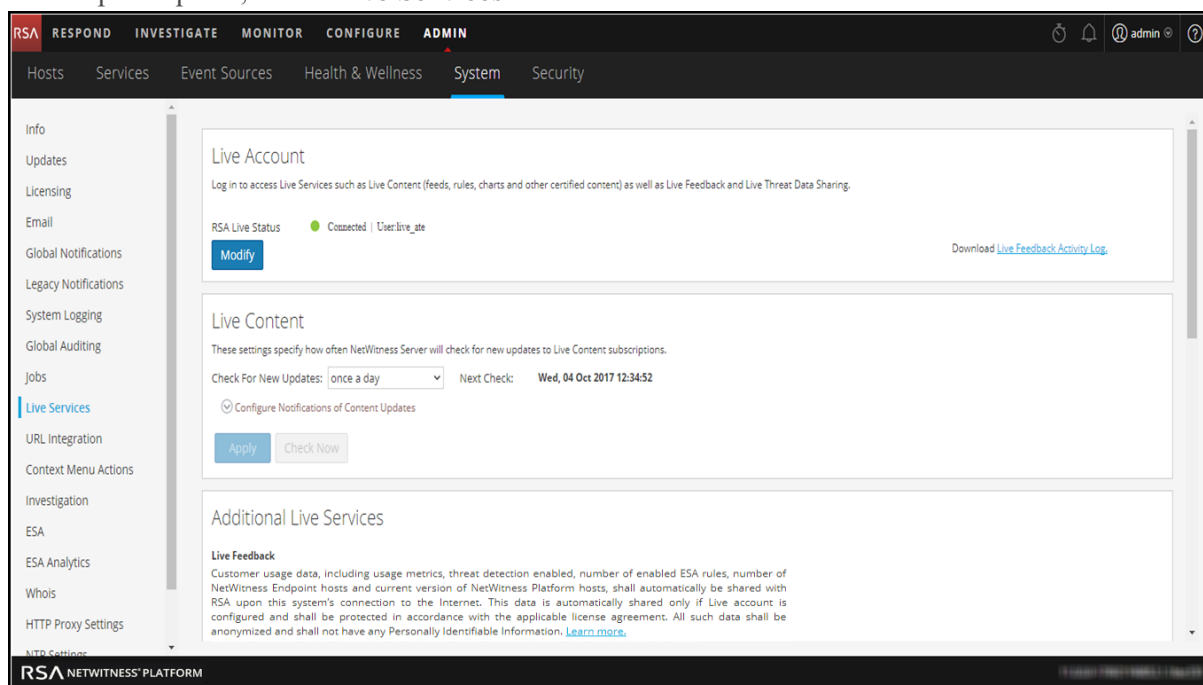 RSA RESPOND INVESTIGATE MONITOR CONFIGURE ADMIN admin
Hosts Services Event Sources Health & Wellness System Security
Info
Updates
Licensing
Email
Global Notifications
Legacy Notifications
System Logging
Global Auditing
Jobs
Live Services
URL Integration
Context Menu Actions
Investigation
ESA
ESA Analytics
Whois
HTTP Proxy Settings
NTP Settings
Live Account
Log in to access Live Services such as Live Content (feeds, rules, charts and other certified content) as well as Live Feedback and Live Threat Data Sharing.
RSA Live Status Connected | User:live_ate
Modify
Download Live Feedback Activity Log.
Live Content
These settings specify how often NetWitness Server will check for new updates to Live Content subscriptions.
Check For New Updates: once a day Next Check: Wed, 04 Oct 2017 12:34:52
Configure Notifications of Content Updates
Apply Check Now
Additional Live Services
Live Feedback
Customer usage data, including usage metrics, threat detection enabled, number of enabled ESA rules, number of
NetWitness Endpoint hosts and current version of NetWitness Platform hosts, shall automatically be shared with
RSA upon this system's connection to the Internet. This data is automatically shared only if Live account is
configured and shall be protected in accordance with the applicable license agreement. All such data shall be
anonymized and shall not have any Personally Identifiable Information. Learn more.
RSA NETWITNESS® PLATFORM